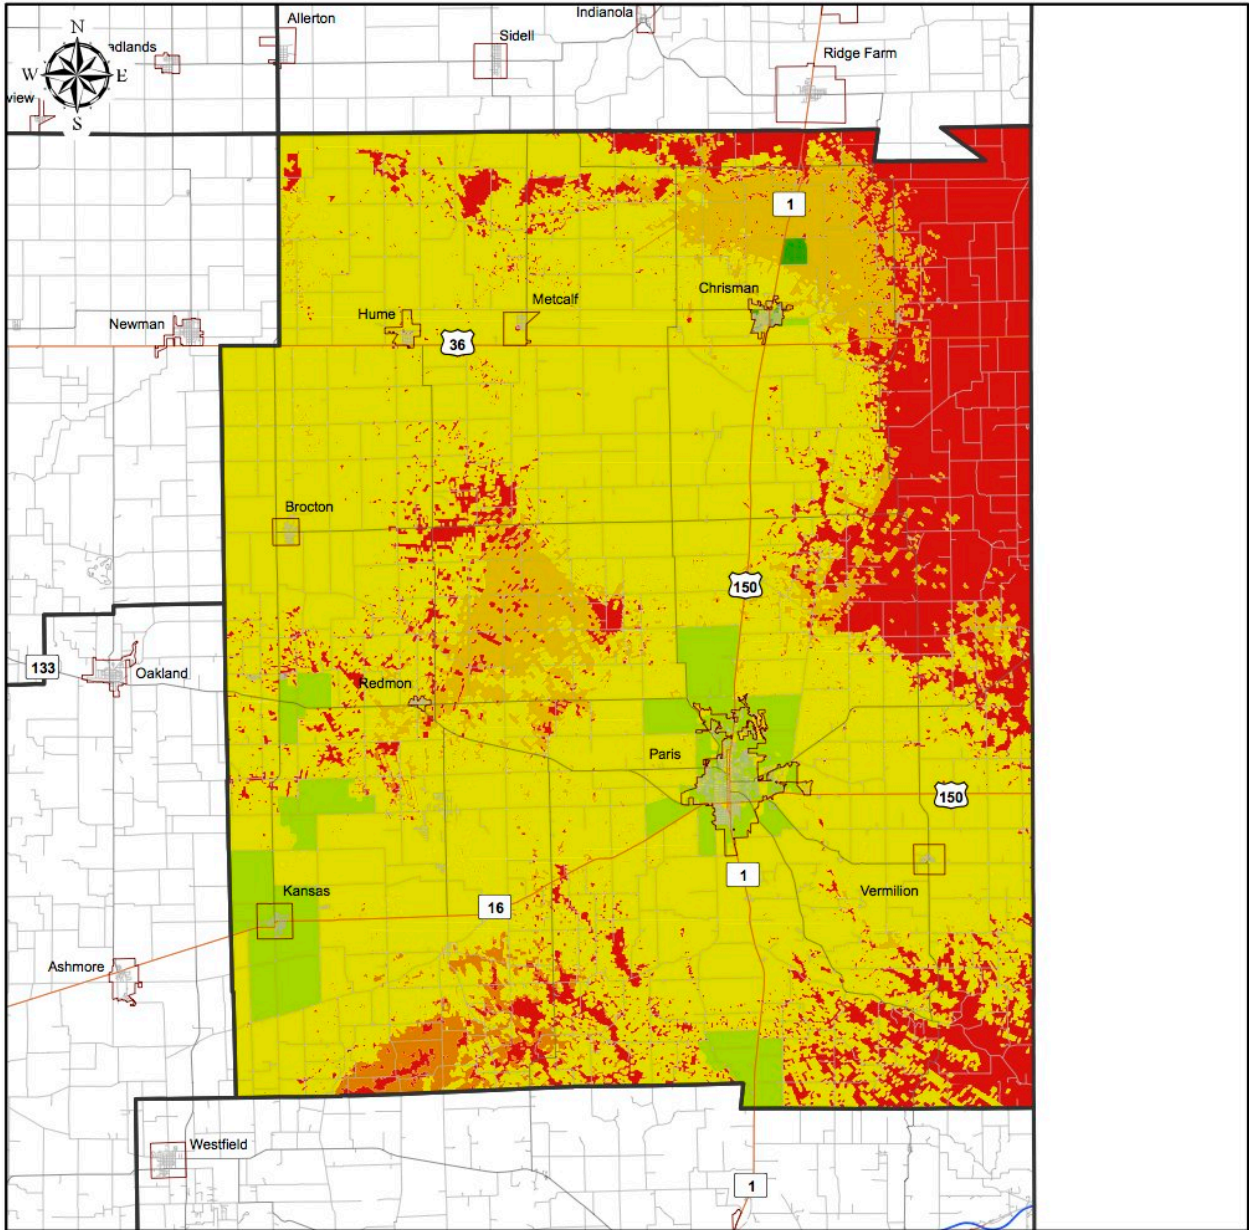 Allerton
Indianola
Sidell
N
adlands
Ridge Farm
W
E
view
S
1
Chrisman
Metcalf
Hume
Newman
36
Brocton
150
133
Oakland
Redmon
Paris
150
1
Kansas
Vermilion
16
Ashmore
Westfield
1